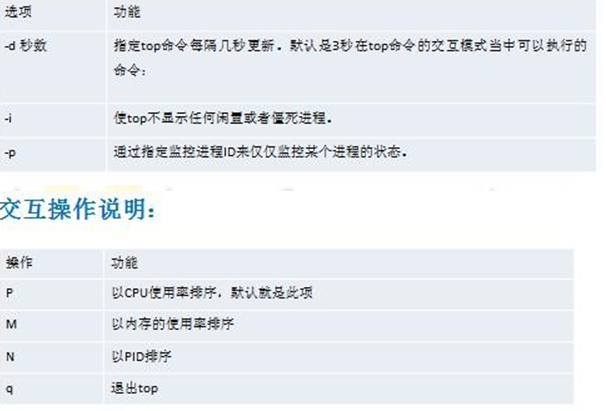 选项 功能
-d 秒数 指定top命令每隔几秒更新。默认是3秒在top命令的交互模式当中可以执行的
命令：
-i 使top不显示任何闲置或者僵死进程。
-p 通过指定监控进程ID来仅仅监控某个进程的状态。
交互操作说明：
操作 功能
P 以CPU使用率排序，默认就是此项
M 以内存的使用率排序
N 以PID排序
q 退出top